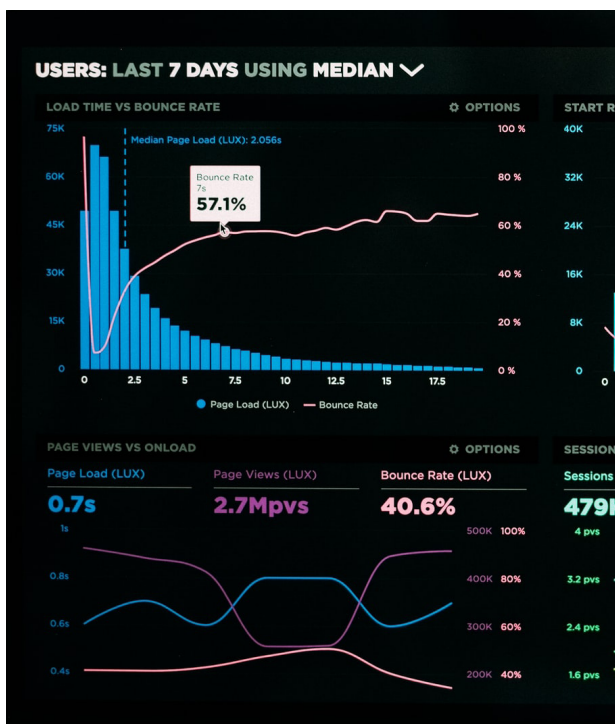 USERS: LAST 7 DAYS USING MEDIAN
LOAD TIME VS BOUNCE RATE
OPTIONS
75K
60K
45K
30K
15K
0
Median Page Load (LUX): 2.056s
Bounce Rate
7s
57.1%
100 %
80 %
60 %
40 %
20 %
0 %
0 2.5 5 7.5 10 12.5 15 17.5
Page Load (LUX) Bounce Rate
START R
40K
32K
24K
16K
8K
0
0
PAGE VIEWS VS ONLOAD
OPTIONS
Page Load (LUX)
0.7s
Page Views (LUX)
2.7Mpvs
Bounce Rate (LUX)
40.6%
1s
0.8s
0.6s
0.4s
500K 100%
400K 80%
300K 60%
200K 40%
SESSION
Sessions
479
4 pvs
3.2 pvs
2.4 pvs
1.6 pvs